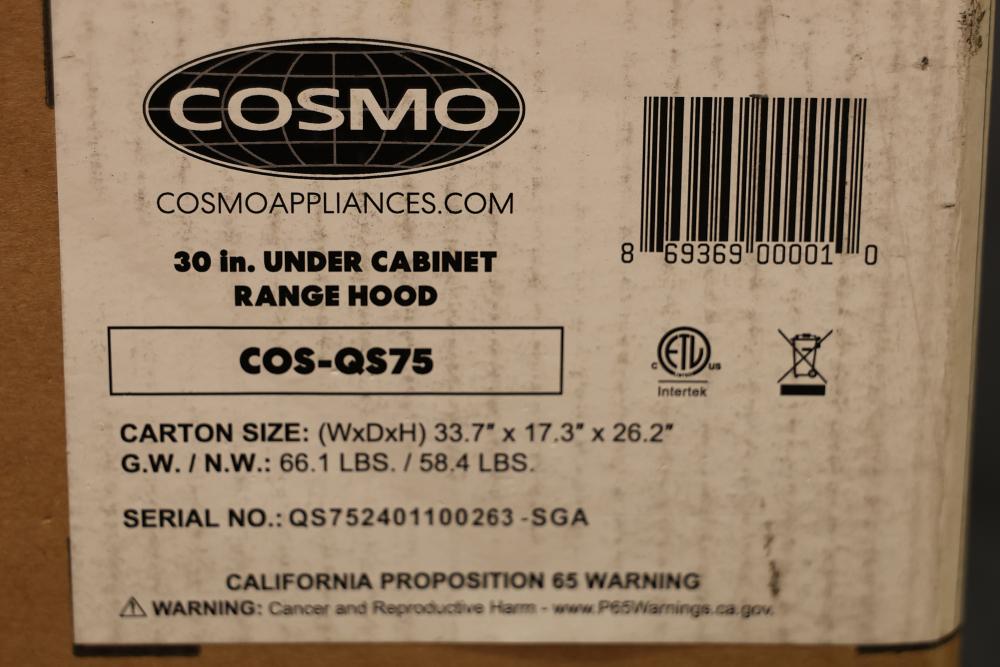 COSMO
COSMOAPPLIANCES.COM
30 in. UNDER CABINET
RANGE HOOD
COS-QS75
8 69369 00001 0
c ETL us
Intertek
CARTON SIZE: (WxDxH) 33.7" x 17.3" x 26.2"
G.W. / N.W.: 66.1 LBS. / 58.4 LBS.
SERIAL NO.: QS752401100263 -SGA
CALIFORNIA PROPOSITION 65 WARNING
WARNING: Cancer and Reproductive Harm - www.P65Warnings.ca.gov.